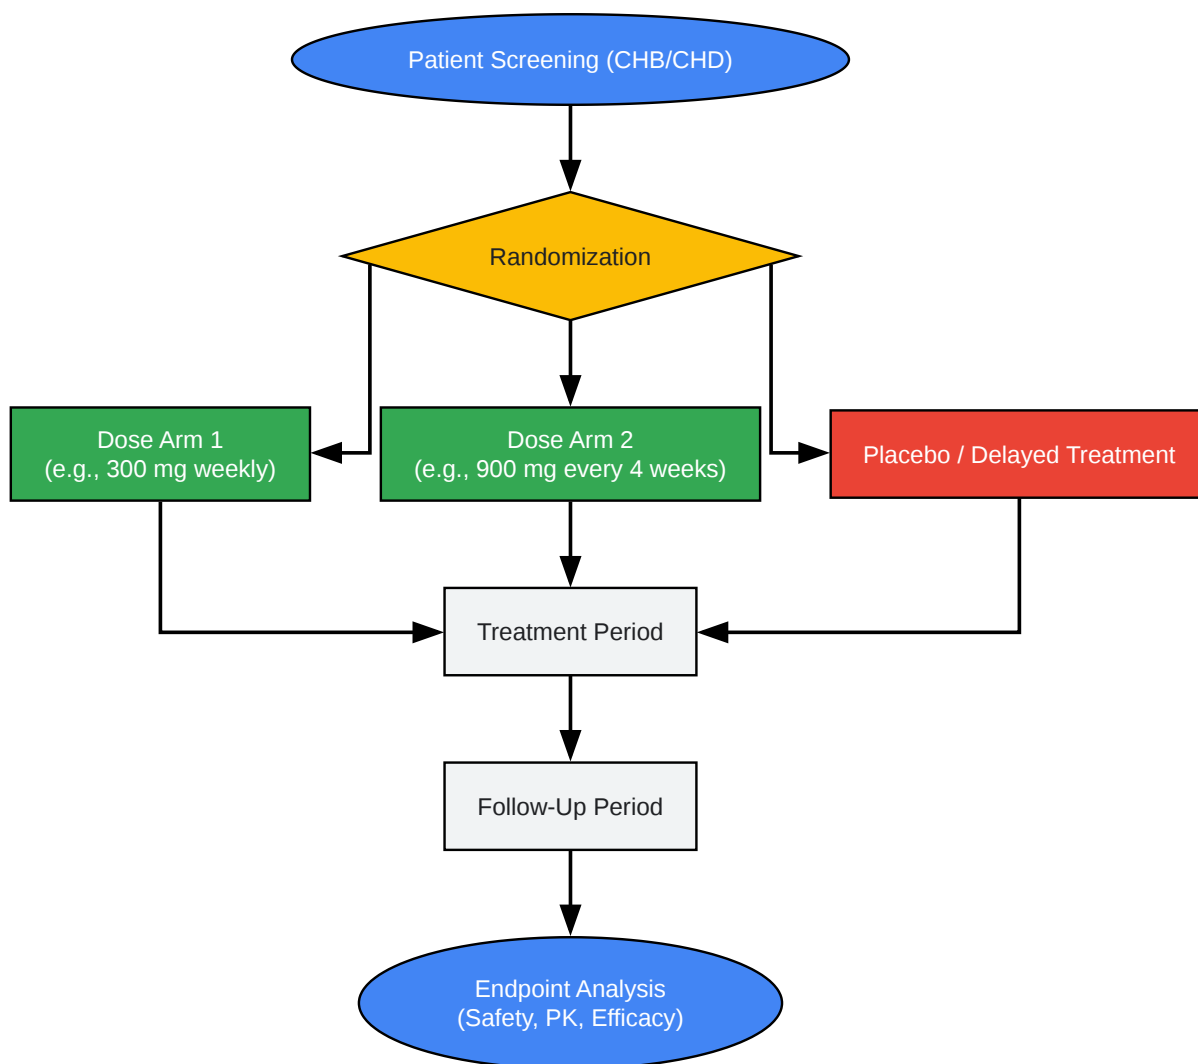 Patient Screening (CHB/CHD)
Randomization
Dose Arm 1
(e.g., 300 mg weekly)
Dose Arm 2
(e.g., 900 mg every 4 weeks)
Placebo / Delayed Treatment
Treatment Period
Follow-Up Period
Endpoint Analysis
(Safety, PK, Efficacy)